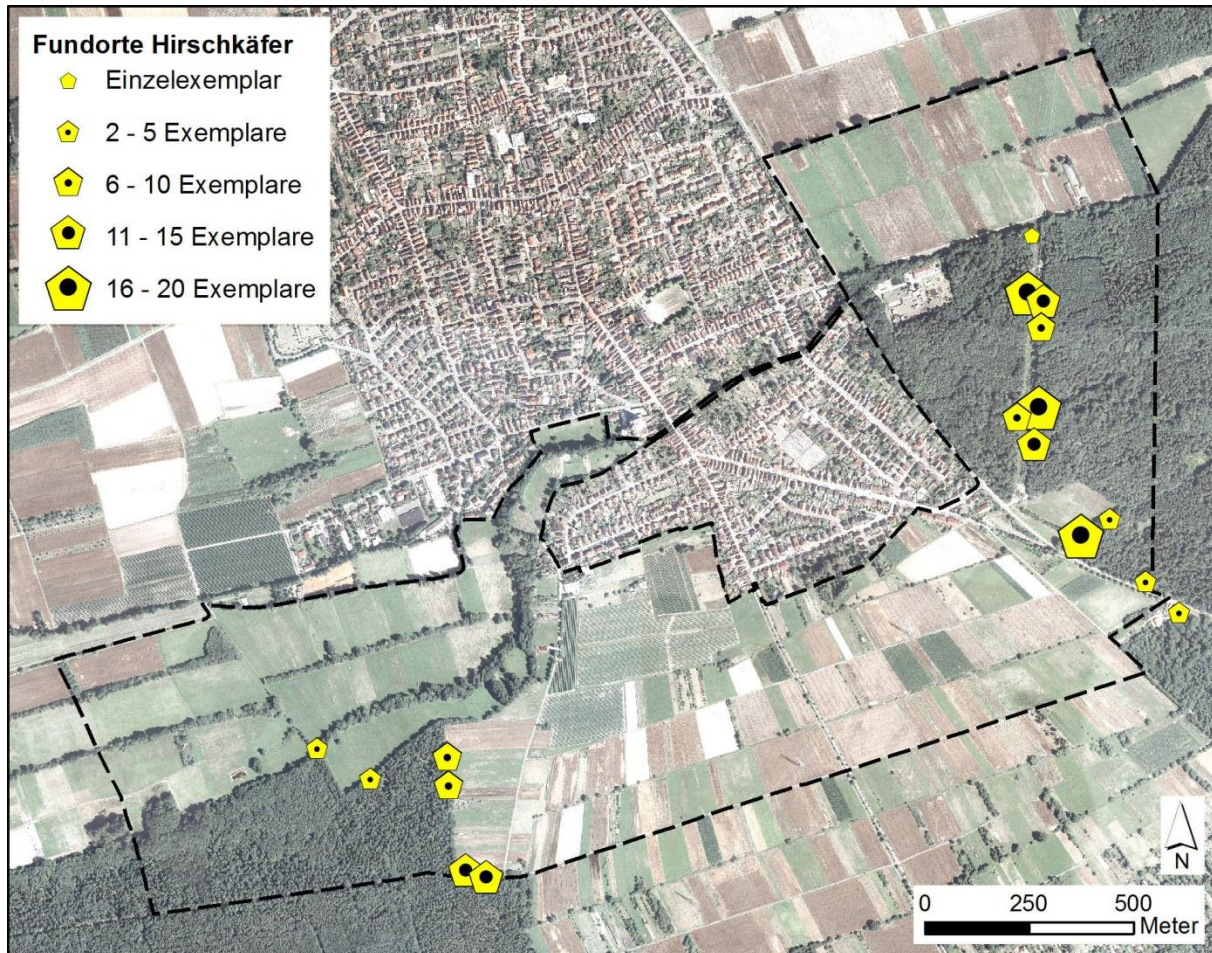 Fundorte Hirschkäfer
Einzelexemplar
2 - 5 Exemplare
6 - 10 Exemplare
11 - 15 Exemplare
16 - 20 Exemplare
N
0 250 500
Meter